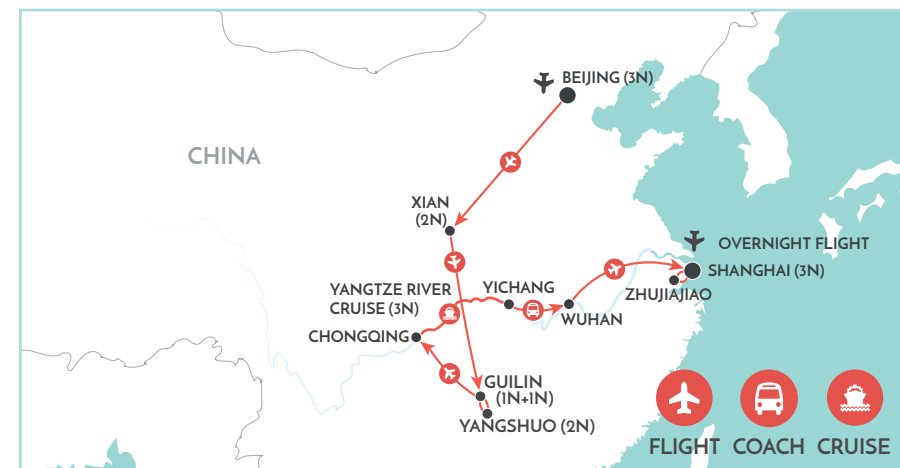 BEIJING (3N)
CHINA
XIAN
(2N)
OVERNIGHT FLIGHT
SHANGHAI (3N)
YANGTZE RIVER
CRUISE (3N)
YICHANG
ZHUJIAJIAO
WUHAN
CHONGQING
GUILIN
(1N+1N)
YANGSHUO (2N)
FLIGHT
COACH
CRUISE